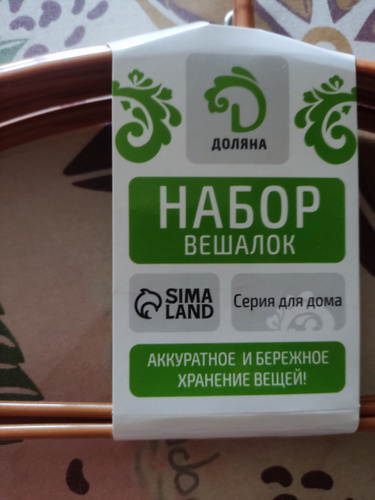 ДОЛЯНА
НАБОР
ВЕШАЛОК
SIMA
LAND
Серия для дома
АККУРАТНОЕ И БЕРЕЖНОЕ
ХРАНЕНИЕ ВЕЩЕЙ!